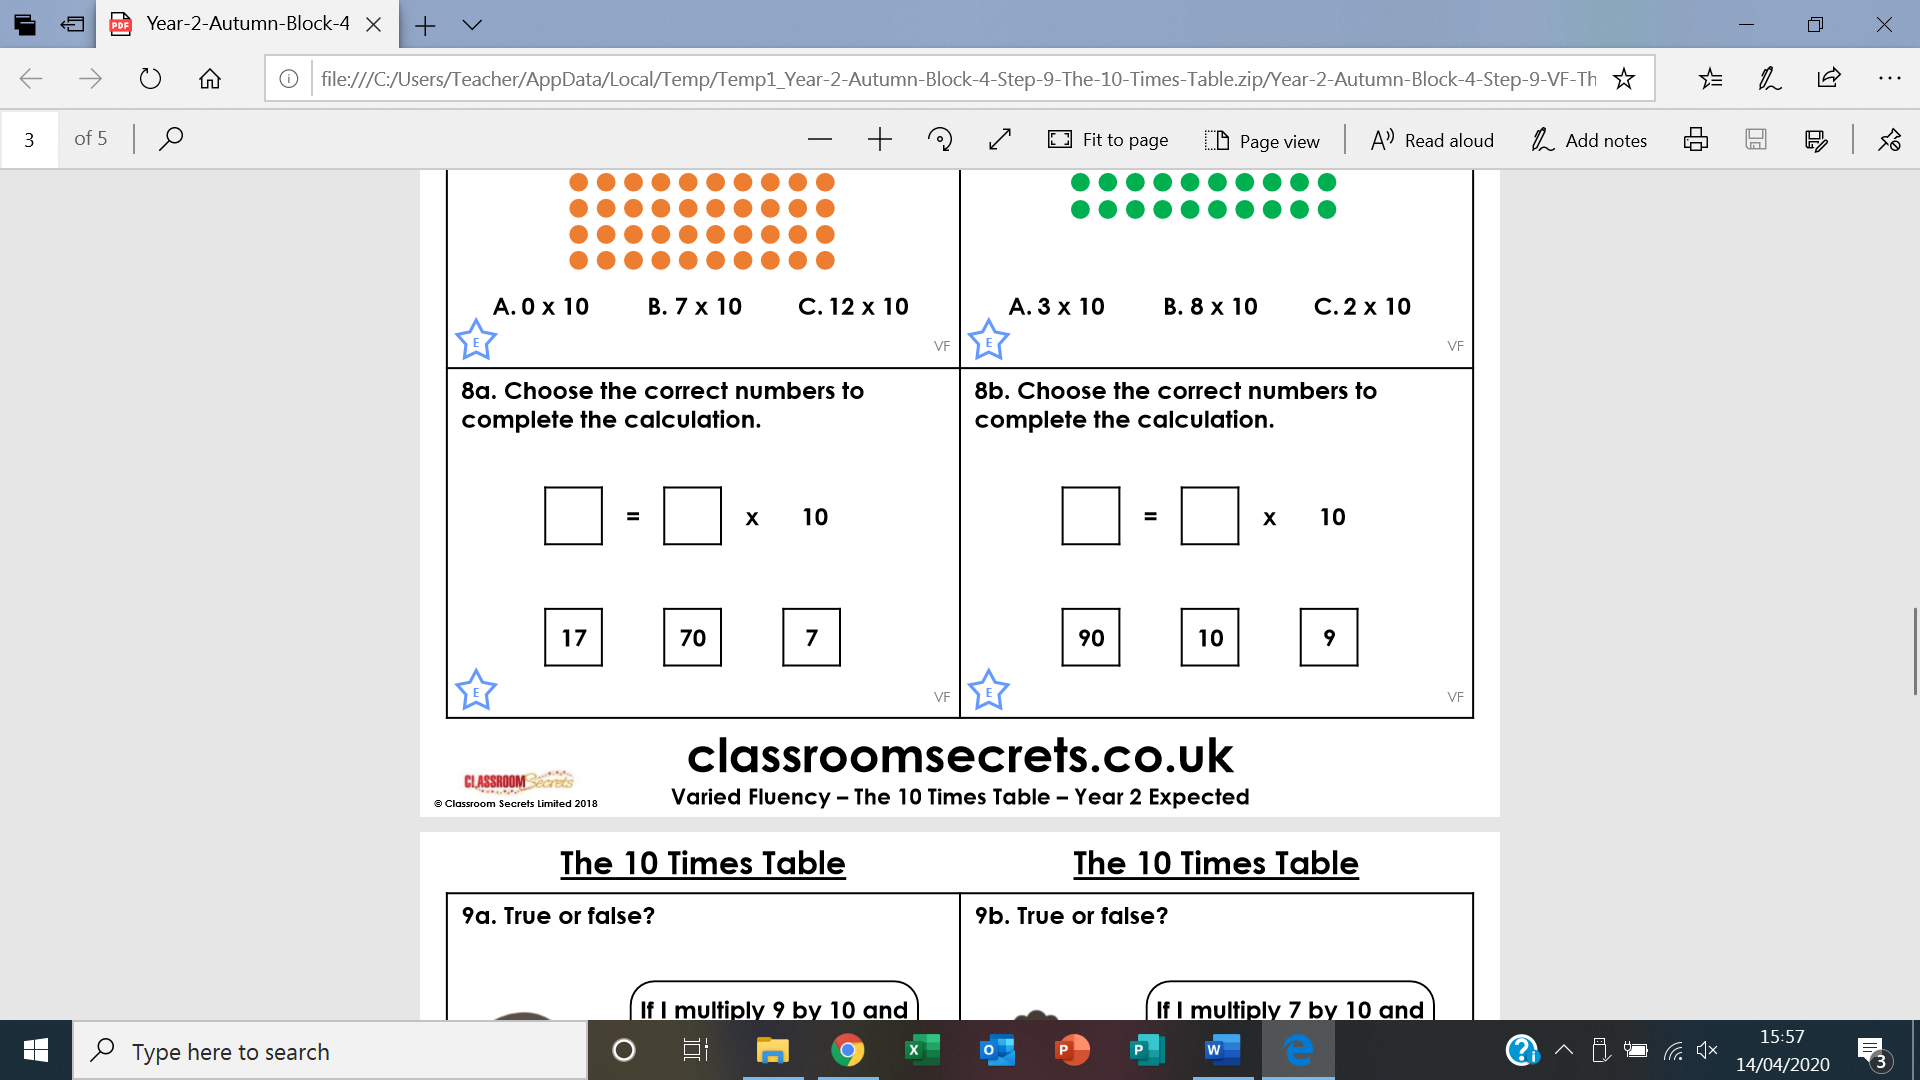 Year-2-Autumn-Block-4
file:///C:/Users/Teacher/AppData/Local/Temp/Temp1_Year-2-Autumn-Block-4-Step-9-The-10-Times-Table.zip/Year-2-Autumn-Block-4-Step-9-VF-Th
3 of 5 Fit to page Page view Read aloud Add notes
A. 0 x 10 B. 7 x 10 C. 12 x 10
E VF
A. 3 x 10 B. 8 x 10 C. 2 x 10
E VF
8a. Choose the correct numbers to
complete the calculation.
= x 10
17 70 7
E VF
8b. Choose the correct numbers to
complete the calculation.
= x 10
90 10 9
E VF
classroomsecrets.co.uk
CLASSROOM Secrets
© Classroom Secrets Limited 2018
Varied Fluency – The 10 Times Table – Year 2 Expected
The 10 Times Table The 10 Times Table
9a. True or false?
If I multiply 9 by 10 and
9b. True or false?
If I multiply 7 by 10 and
Type here to search
15:57
14/04/2020
3